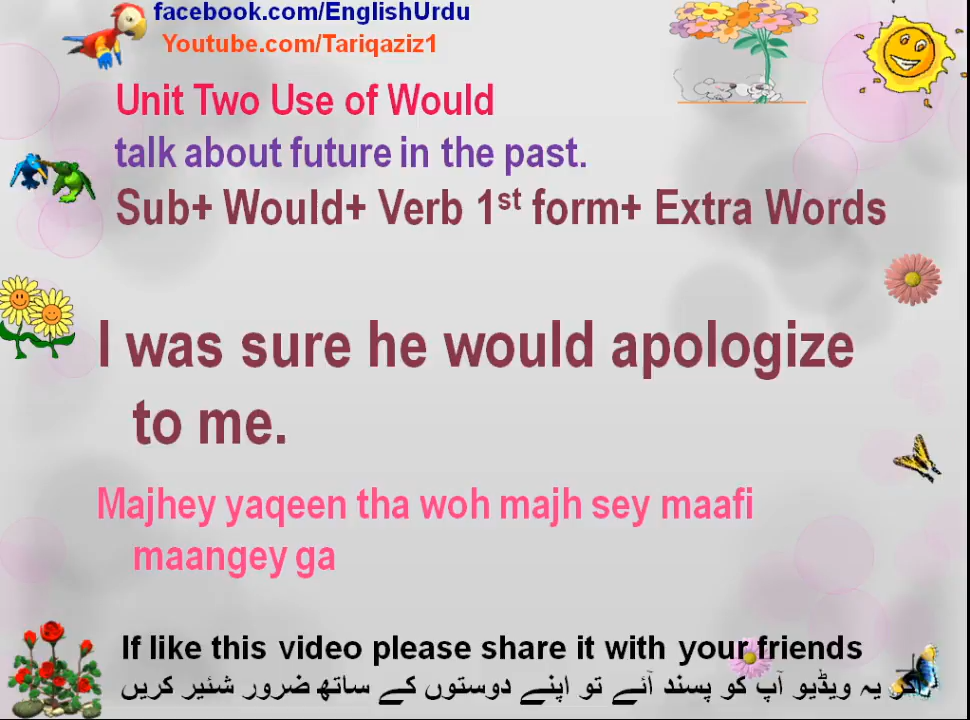 facebook.com/EnglishUrdu
Youtube.com/Tariqaziz1
Unit Two Use of Would
talk about future in the past.
Sub+ Would+ Verb 1st form+ Extra Words
I was sure he would apologize
to me.
Majhey yaqeen tha woh majh sey maafi
maangey ga
If like this video please share it with your friends
یہ ویڈیو آپ کو پسند آئے تو اپنے دوستوں کے ساتھ ضرور شئیر کریں